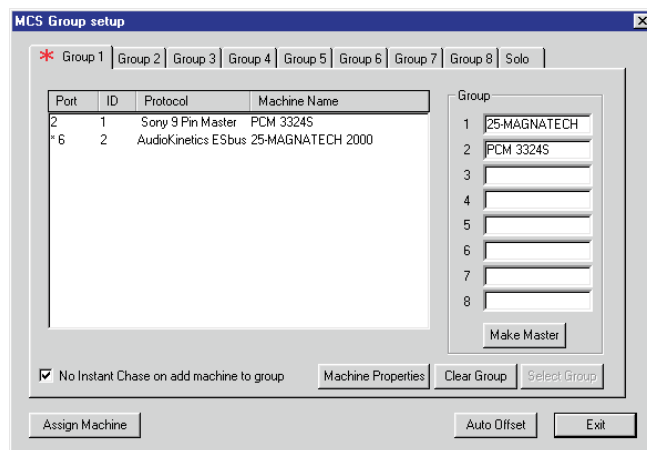 MCS Group setup
* Group 1 Group 2 Group 3 Group 4 Group 5 Group 6 Group 7 Group 8 Solo
Port ID Protocol Machine Name
2 1 Sony 9 Pin Master PCM 3324S
* 6 2 AudioKinetics ESbus 25-MAGNATECH 2000
Group
1 25-MAGNATECH
2 PCM 3324S
3
4
5
6
7
8
Make Master
No Instant Chase on add machine to group
Machine Properties Clear Group Select Group
Assign Machine Auto Offset Exit